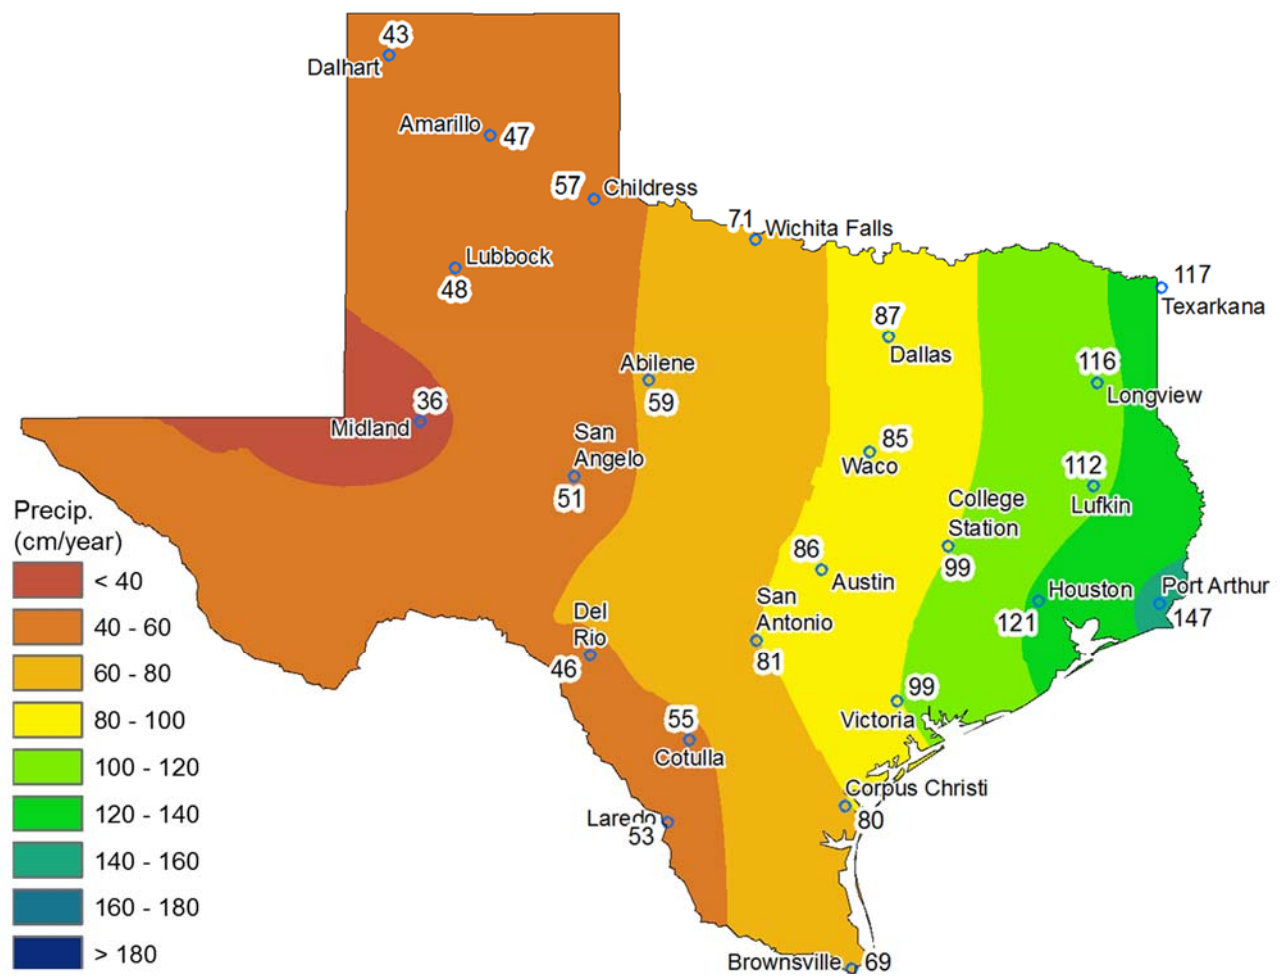 43
Dalhart
Amarillo
47
57
Childress
71
Wichita Falls
Lubbock
48
117
Texarkana
87
Dallas
Abilene
59
116
Longview
36
Midland
San
Angelo
51
85
Waco
112
Lufkin
College
Station
99
Precip.
(cm/year)
< 40
40 - 60
60 - 80
80 - 100
100 - 120
120 - 140
140 - 160
160 - 180
> 180
86
Austin
Houston
121
Port Arthur
147
Del
Rio
46
San
Antonio
81
99
Victoria
55
Cotulla
Corpus Christi
80
Laredo
53
Brownsville
69